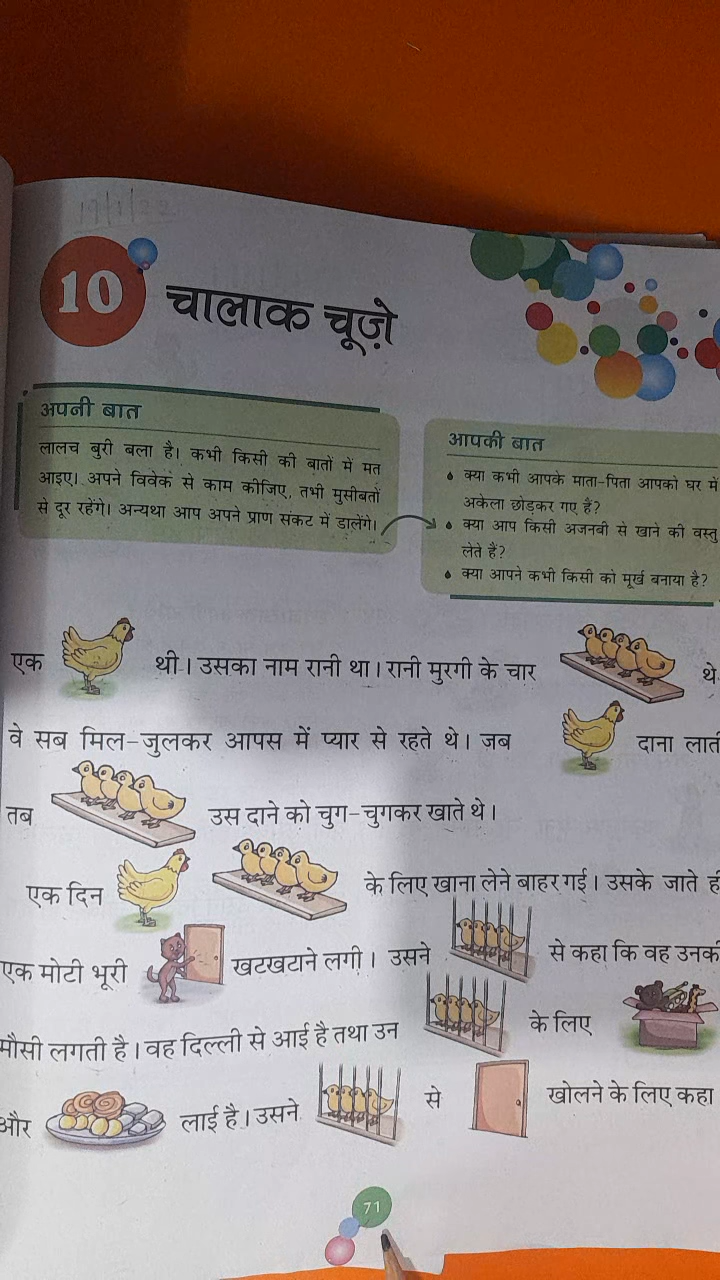 10
चालाक चूज़े
अपनी बात
लालच बुरी बला है। कभी किसी की बातों में मत
आइए। अपने विवेक से काम कीजिए, तभी मुसीबतों
से दूर रहेंगे। अन्यथा आप अपने प्राण संकट में डालेंगे।
आपकी बात
क्या कभी आपके माता-पिता आपको घर में
अकेला छोड़कर गए हैं?
क्या आप किसी अजनबी से खाने की वस्तु
लेते हैं?
क्या आपने कभी किसी को मूर्ख बनाया है?
एक थी। उसका नाम रानी था। रानी मुरगी के चार थे
वे सब मिल-जुलकर आपस में प्यार से रहते थे। जब दाना लाती
तब उस दाने को चुग-चुगकर खाते थे।
एक दिन के लिए खाना लेने बाहर गई। उसके जाते ही
एक मोटी भूरी खटखटाने लगी। उसने से कहा कि वह उनकी
मौसी लगती है। वह दिल्ली से आई है तथा उन के लिए
और लाई है। उसने से खोलने के लिए कहा
71